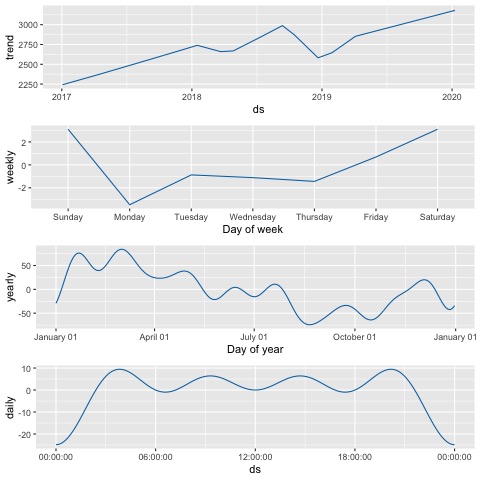 trend
3000
2750
2500
2250
2017 2018 2019 2020
ds
weekly
2
0
-2
Sunday Monday Tuesday Wednesday Thursday Friday Saturday
Day of week
yearly
50
0
-50
January 01 April 01 July 01 October 01 January 01
Day of year
daily
10
0
-10
-20
00:00:00 06:00:00 12:00:00 18:00:00 00:00:00
ds